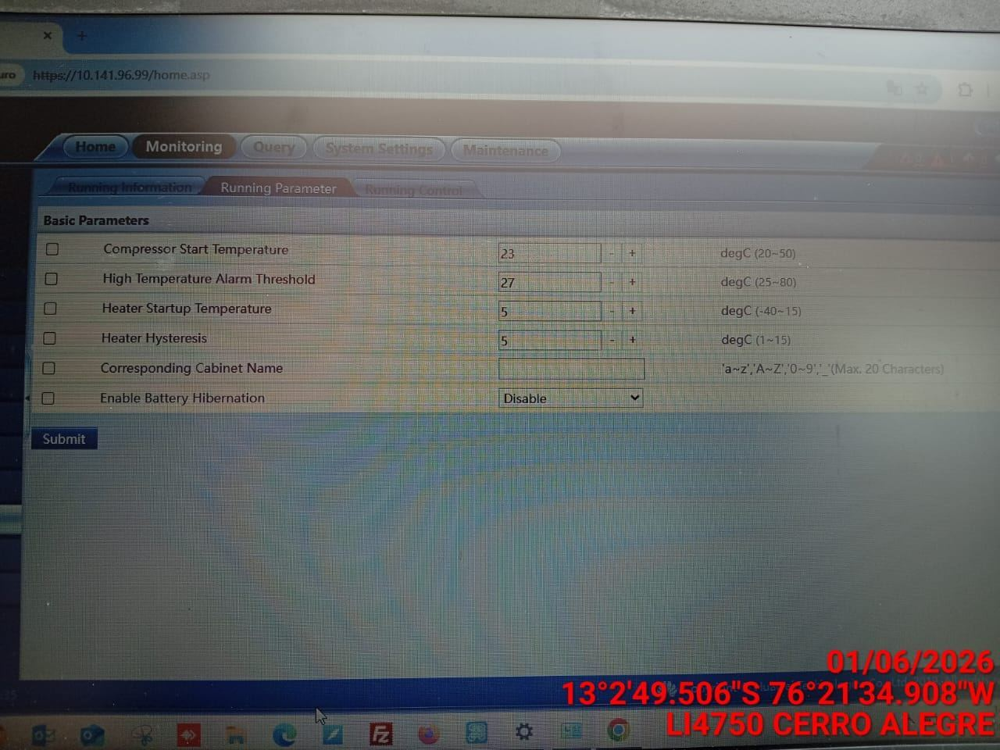 https://10.141.96.99/home.asp
Home Monitoring Query System Settings Maintenance
Running Information Running Parameter Running Control
Basic Parameters
Compressor Start Temperature 23 - + degC (20~50)
High Temperature Alarm Threshold 27 - + degC (25~80)
Heater Startup Temperature 5 - + degC (-40~15)
Heater Hysteresis 5 - + degC (1~15)
Corresponding Cabinet Name 'a~z','A~Z','0~9','_'(Max. 20 Characters)
Enable Battery Hibernation Disable
Submit
01/06/2026
13°2'49.506"S 76°21'34.908"W
LI4750 CERRO ALEGRE